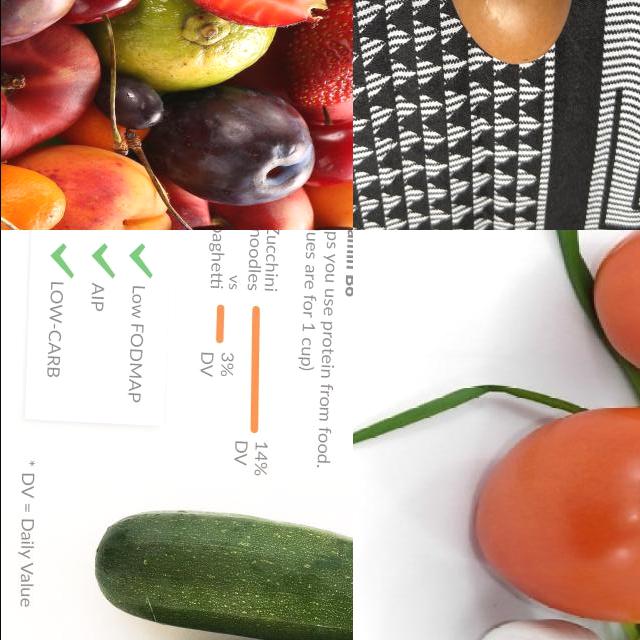 ps you use protein from food.
ues are for 1 cup)
Zucchini
noodles
14%
DV
vs
paghetti
3%
DV
Low FODMAP
AIP
LOW-CARB
* DV = Daily Value